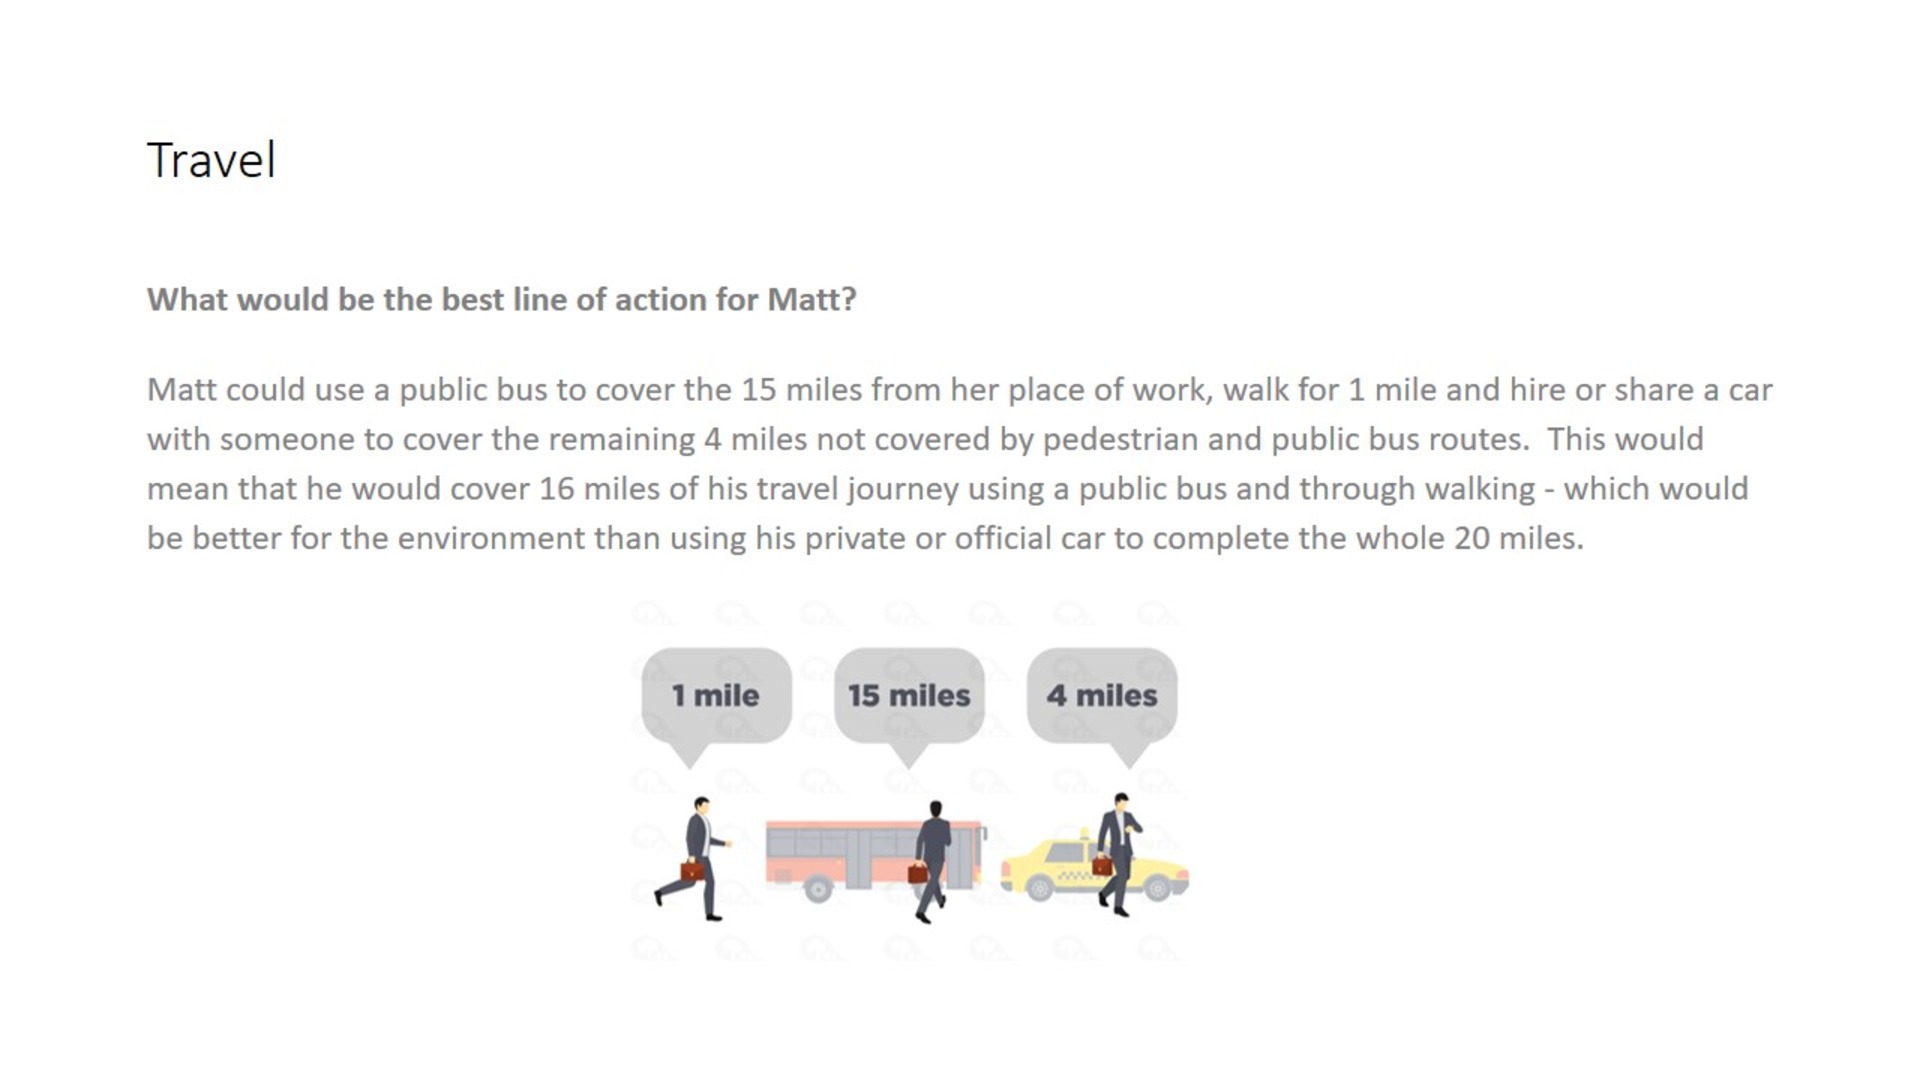 Travel
What would be the best line of action for Matt?
Matt could use a public bus to cover the 15 miles from her place of work, walk for 1 mile and hire or share a car
with someone to cover the remaining 4 miles not covered by pedestrian and public bus routes.  This would
mean that he would cover 16 miles of his travel journey using a public bus and through walking - which would
be better for the environment than using his private or official car to complete the whole 20 miles.
1 mile
15 miles
4 miles